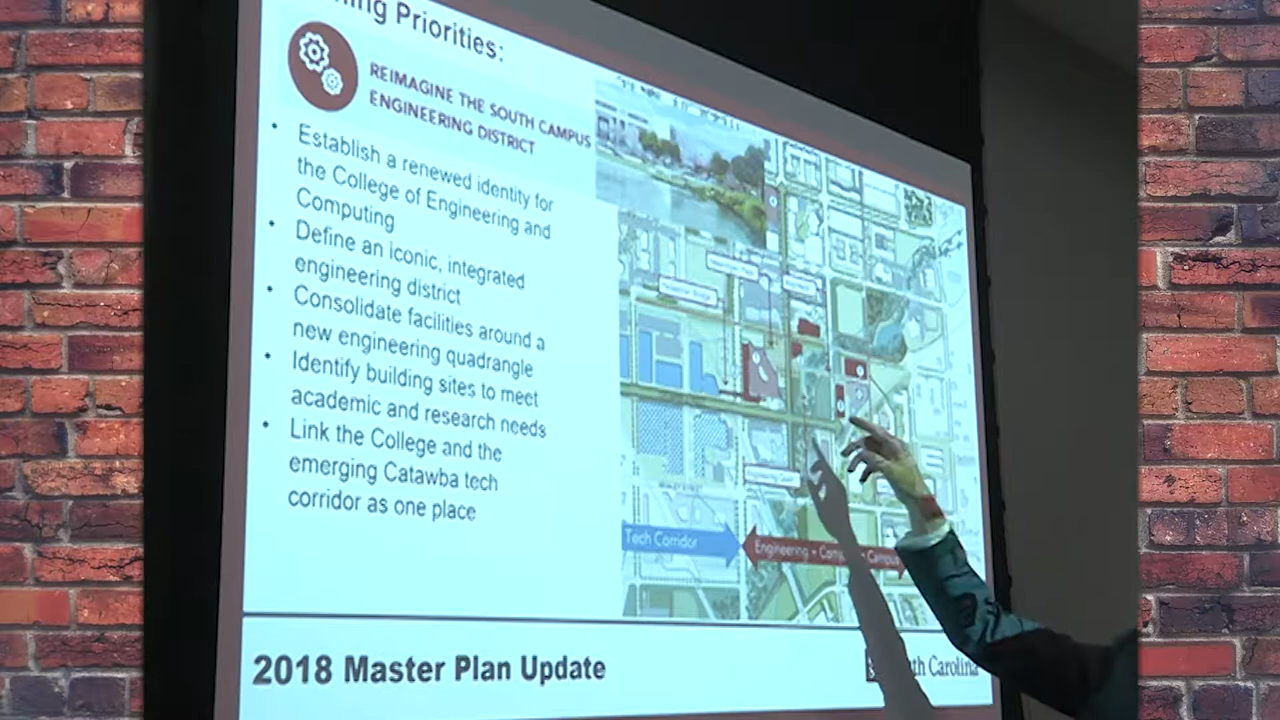 ning Priorities:
REIMAGINE THE SOUTH CAMPUS
ENGINEERING DISTRICT
• Establish a renewed identity for
the College of Engineering and
Computing
• Define an iconic, integrated
engineering district
• Consolidate facilities around a
new engineering quadrangle
• Identify building sites to meet
academic and research needs
• Link the College and the
emerging Catawba tech
corridor as one place
Tech Corridor
Engineering • Campus
2018 Master Plan Update
th Carolina